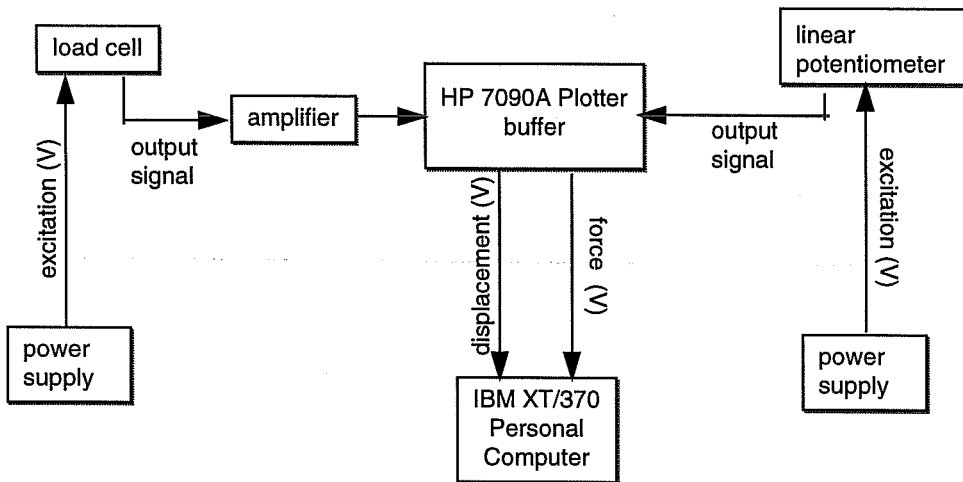 load cell
linear
potentiometer
HP 7090A Plotter
buffer
amplifier
output
signal
output
signal
excitation (V)
displacement (V)
force (V)
excitation (V)
power
supply
power
supply
IBM XT/370
Personal
Computer